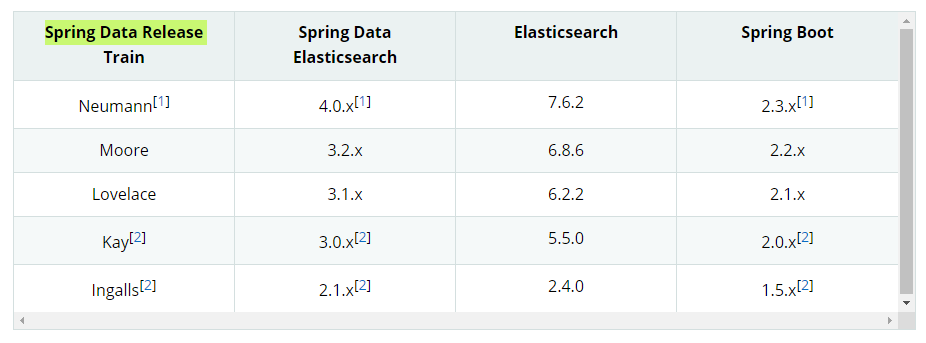 Spring Data Release Train Spring Data Elasticsearch Elasticsearch Spring Boot
Neumann[1] 4.0.x[1] 7.6.2 2.3.x[1]
Moore 3.2.x 6.8.6 2.2.x
Lovelace 3.1.x 6.2.2 2.1.x
Kay[2] 3.0.x[2] 5.5.0 2.0.x[2]
Ingalls[2] 2.1.x[2] 2.4.0 1.5.x[2]